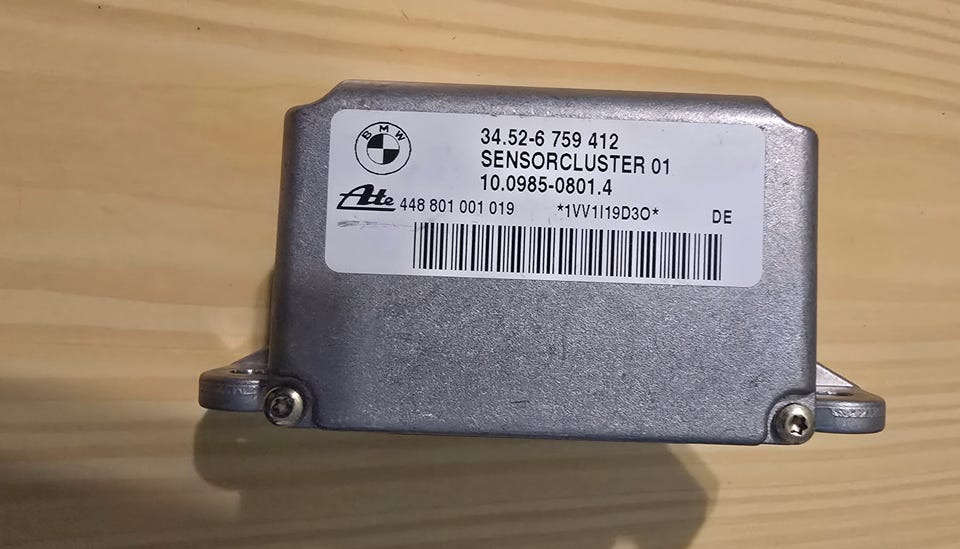 BMW
34.52-6 759 412
SENSORCLUSTER 01
10.0985-0801.4
Ate 448 801 001 019 *1VV1I19D3O* DE